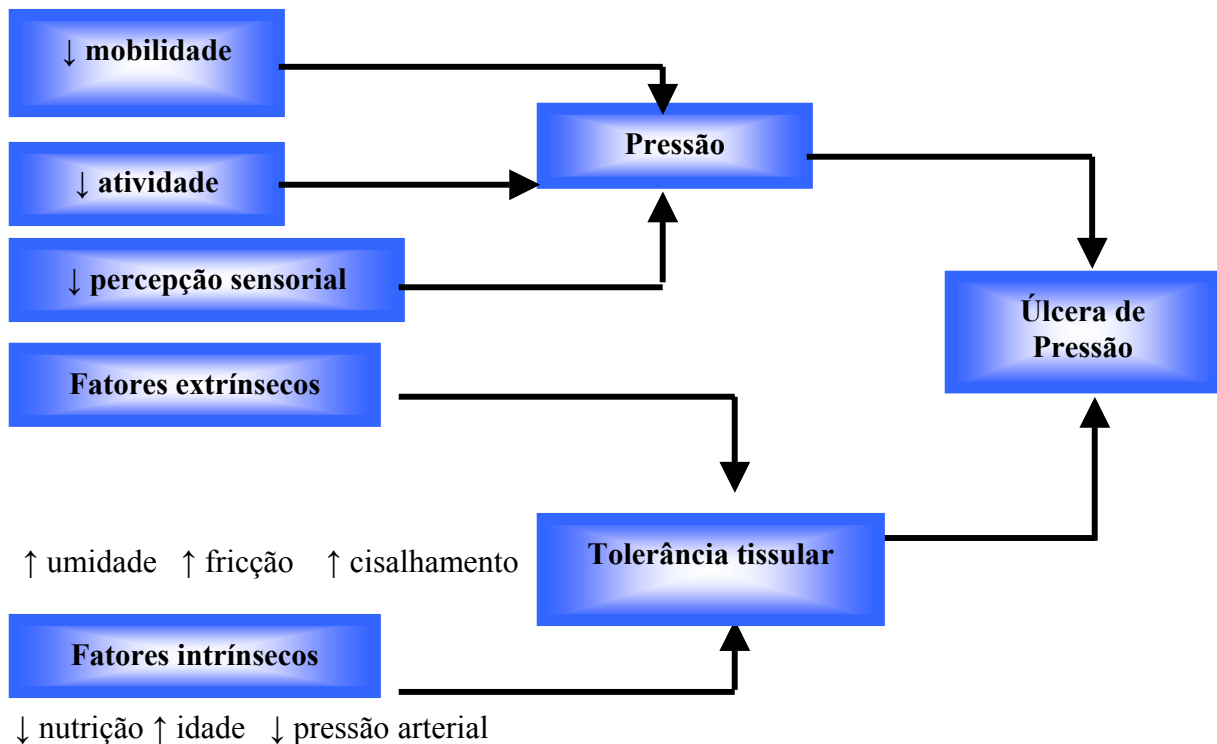 ↓ mobilidade
Pressão
↓ atividade
↓ percepção sensorial
Úlcera de
Pressão
Fatores extrínsecos
↑ umidade ↑ fricção ↑ cisalhamento
Tolerância tissular
Fatores intrínsecos
↓ nutrição ↑ idade ↓ pressão arterial